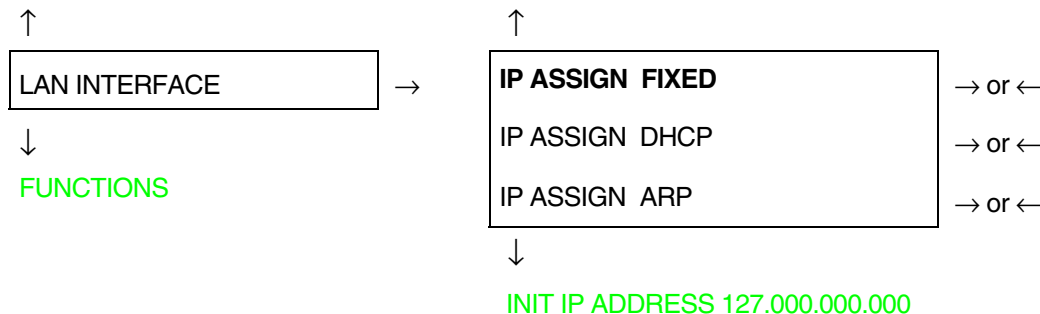 ↑ ↑
LAN INTERFACE → IP ASSIGN FIXED → or ←
↓ IP ASSIGN DHCP → or ←
FUNCTIONS IP ASSIGN ARP → or ←
↓
INIT IP ADDRESS 127.000.000.000